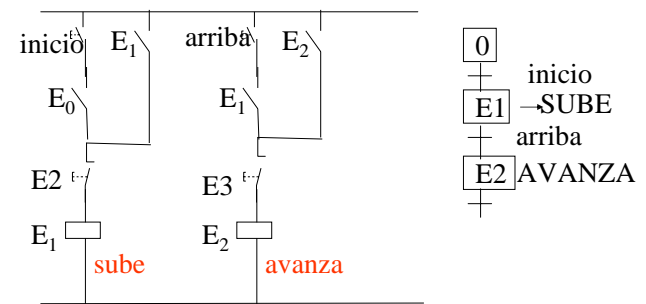 inicio E₁ arriba E₂
E₀ E₁
E2 E3
E₁ E₂
sube avanza
0
inicio
E1 SUBE
arriba
E2 AVANZA